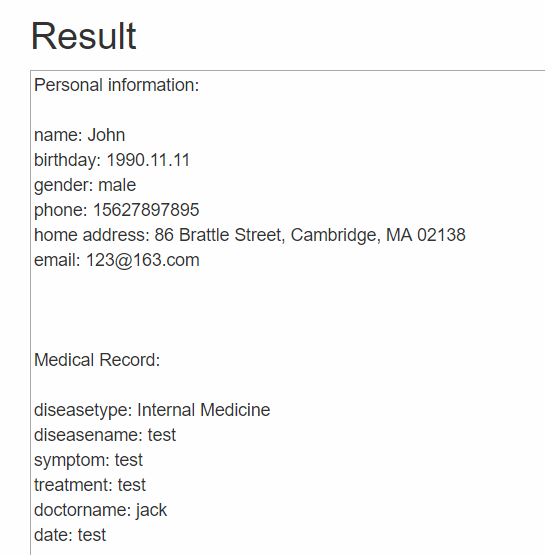 Result
Personal information:
name: John
birthday: 1990.11.11
gender: male
phone: 15627897895
home address: 86 Brattle Street, Cambridge, MA 02138
email: 123@163.com
Medical Record:
diseasetype: Internal Medicine
diseasename: test
symptom: test
treatment: test
doctorname: jack
date: test